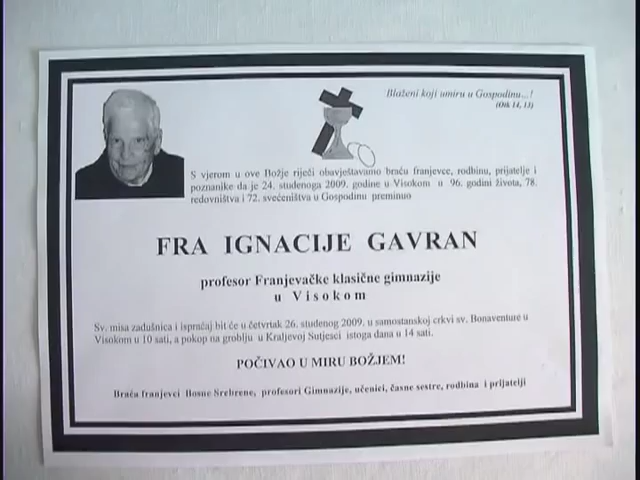 Blaženi koji umiru u Gospodinu...!
(Otk 14, 13)
S vjerom u ove Božje riječi obavještavamo braću franjevce, rodbinu, prijatelje i
poznanike da je 24. studenoga 2009. godine u Visokom u 96. godini života, 78.
redovništva i 72. svećeništva u Gospodinu preminuo
FRA IGNACIJE GAVRAN
profesor Franjevačke klasične gimnazije
u Visokom
Sv. misa zadušnica i ispraćaj bit će u četvrtak 26. studenog 2009. u samostanskoj crkvi sv. Bonaventure u
Visokom u 10 sati, a pokop na groblju u Kraljevoj Sutjesci istoga dana u 14 sati.
POČIVAO U MIRU BOŽJEM!
Braća franjevci Bosne Srebrene, profesori Gimnazije, učenici, časne sestre, rodbina i prijatelji